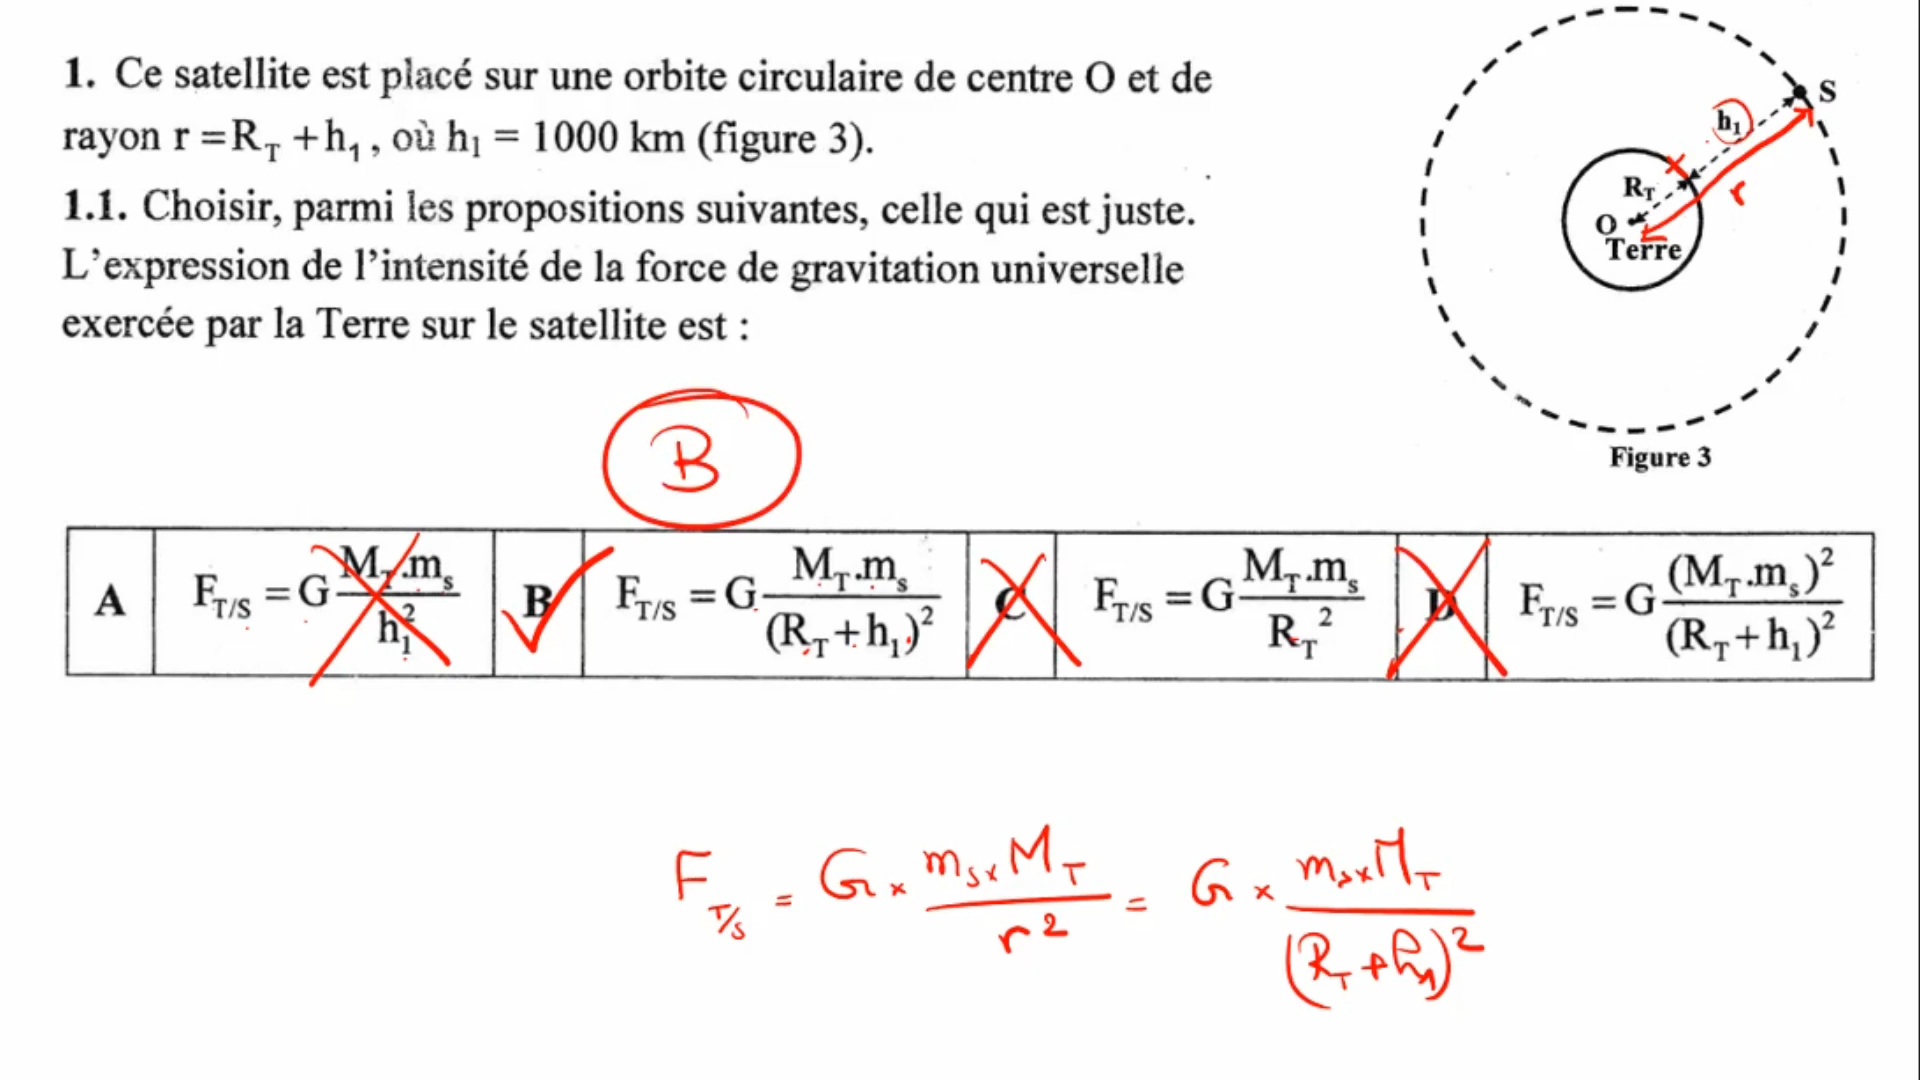 1. Ce satellite est placé sur une orbite circulaire de centre O et de
rayon r = R_T + h_1, où h_1 = 1000 km (figure 3).
1.1. Choisir, parmi les propositions suivantes, celle qui est juste.
L'expression de l'intensité de la force de gravitation universelle
exercée par la Terre sur le satellite est :
S
h_1
r
R_T
O
Terre
Figure 3
B
A F_T/S = G M_T.m_s / h_1^2 B F_T/S = G M_T.m_s / (R_T + h_1)^2 C F_T/S = G M_T.m_s / R_T^2 D F_T/S = G (M_T.m_s)^2 / (R_T + h_1)^2
F_T/S = G × m_s × M_T / r^2 = G × m_s × M_T / (R_T + h_1)^2